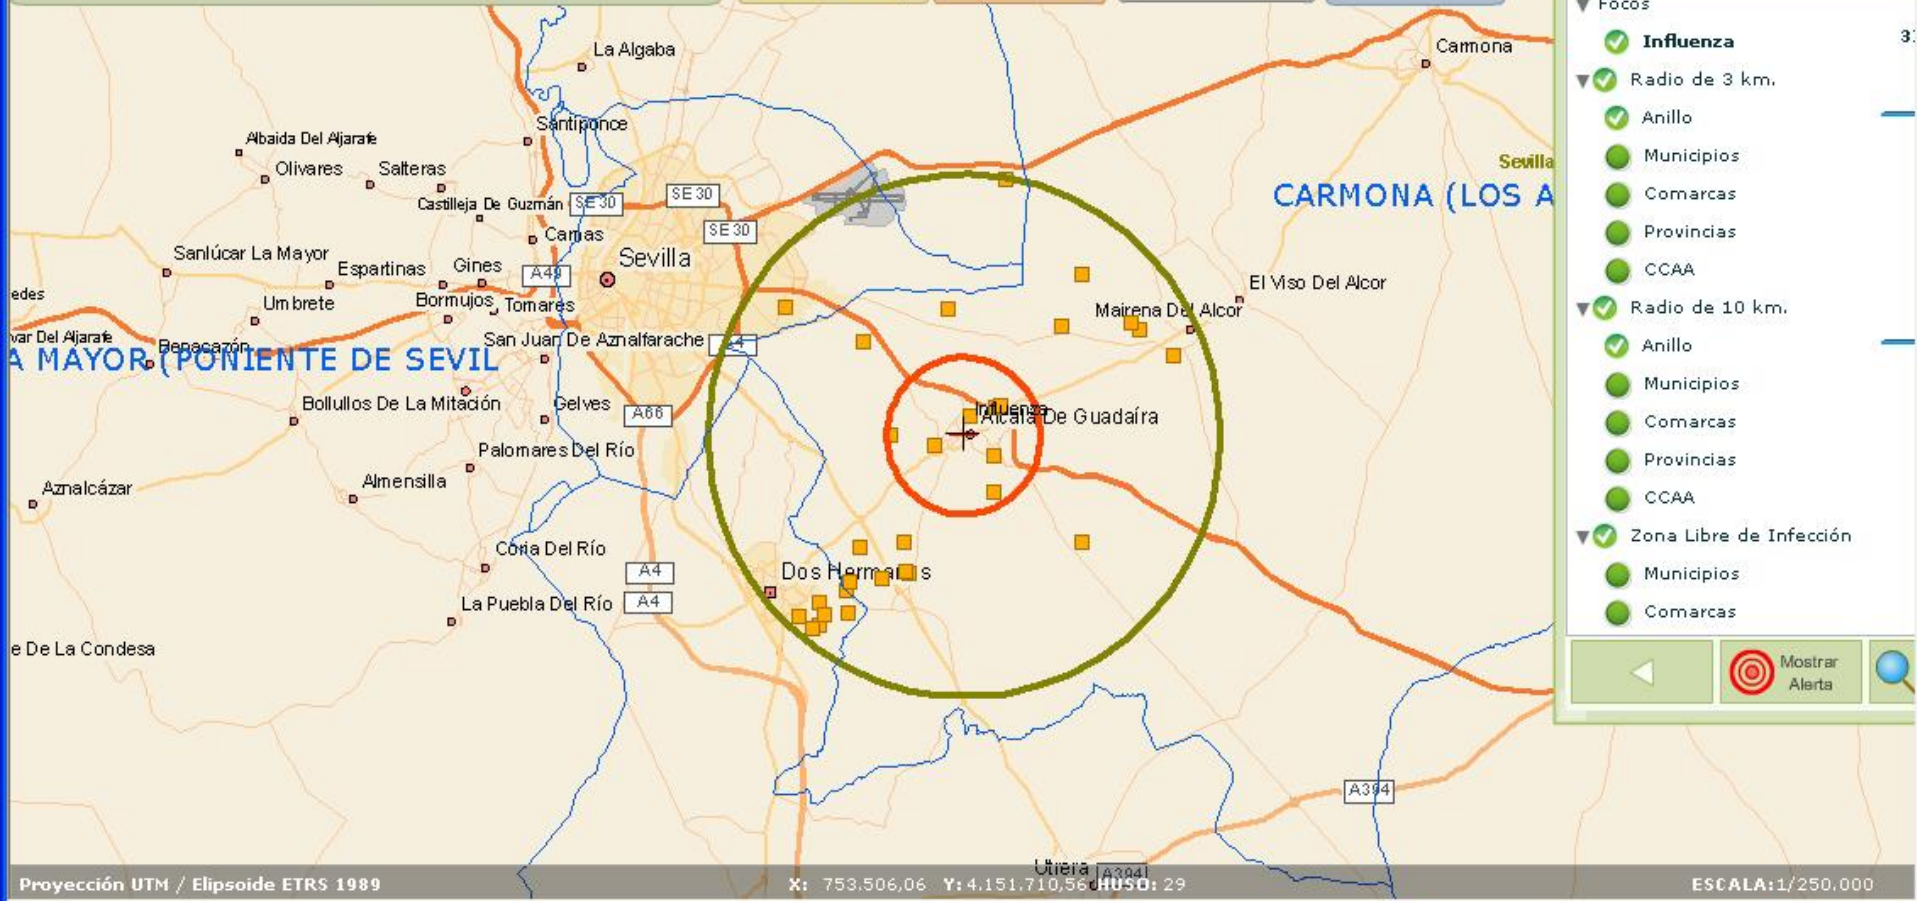 Focos
La Algaba
Carmona
Influenza
Radio de 3 km.
Santiponce
Anillo
Albaida Del Aljarafe
Municipios
Olivares
Salteras
Sevilla
SE 30
SE 30
CARMONA (LOS A
Comarcas
Castilleja De Guzmán
SE 30
Camas
Provincias
Sanlúcar La Mayor
Sevilla
Espartinas
Gines
A49
CCAA
El Viso Del Alcor
edes
Umbrete
Bormujos
Tomares
Mairena Del Alcor
Radio de 10 km.
var Del Aljarafe
Benacazón
San Juan De Aznalfarache
A4
Anillo
A MAYOR (PONIENTE DE SEVIL
Municipios
Bollullos De La Mitación
Gelves
A66
Influenza
Alcalá De Guadaíra
Comarcas
Palomares Del Río
Provincias
Aznalcázar
Almensilla
CCAA
Zona Libre de Infección
Coria Del Río
A4
Dos Hermanas
Municipios
La Puebla Del Río
A4
Comarcas
e De La Condesa
Mostrar
Alerta
A394
Utrera
A394
Proyección UTM / Elipsoide ETRS 1989
X: 753.506,06 Y: 4.151.710,56 HUSO: 29
ESCALA:1/250.000